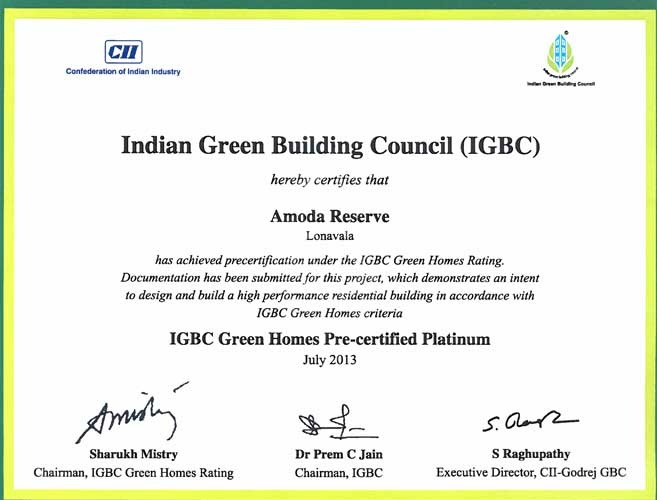 CII
Confederation of Indian Industry
Indian Green Building Council
Indian Green Building Council (IGBC)
hereby certifies that
Amoda Reserve
Lonavala
has achieved precertification under the IGBC Green Homes Rating.
Documentation has been submitted for this project, which demonstrates an intent
to design and build a high performance residential building in accordance with
IGBC Green Homes criteria
IGBC Green Homes Pre-certified Platinum
July 2013
Sharukh Mistry
Dr Prem C Jain
S Raghupathy
Chairman, IGBC Green Homes Rating
Chairman, IGBC
Executive Director, CII-Godrej GBC